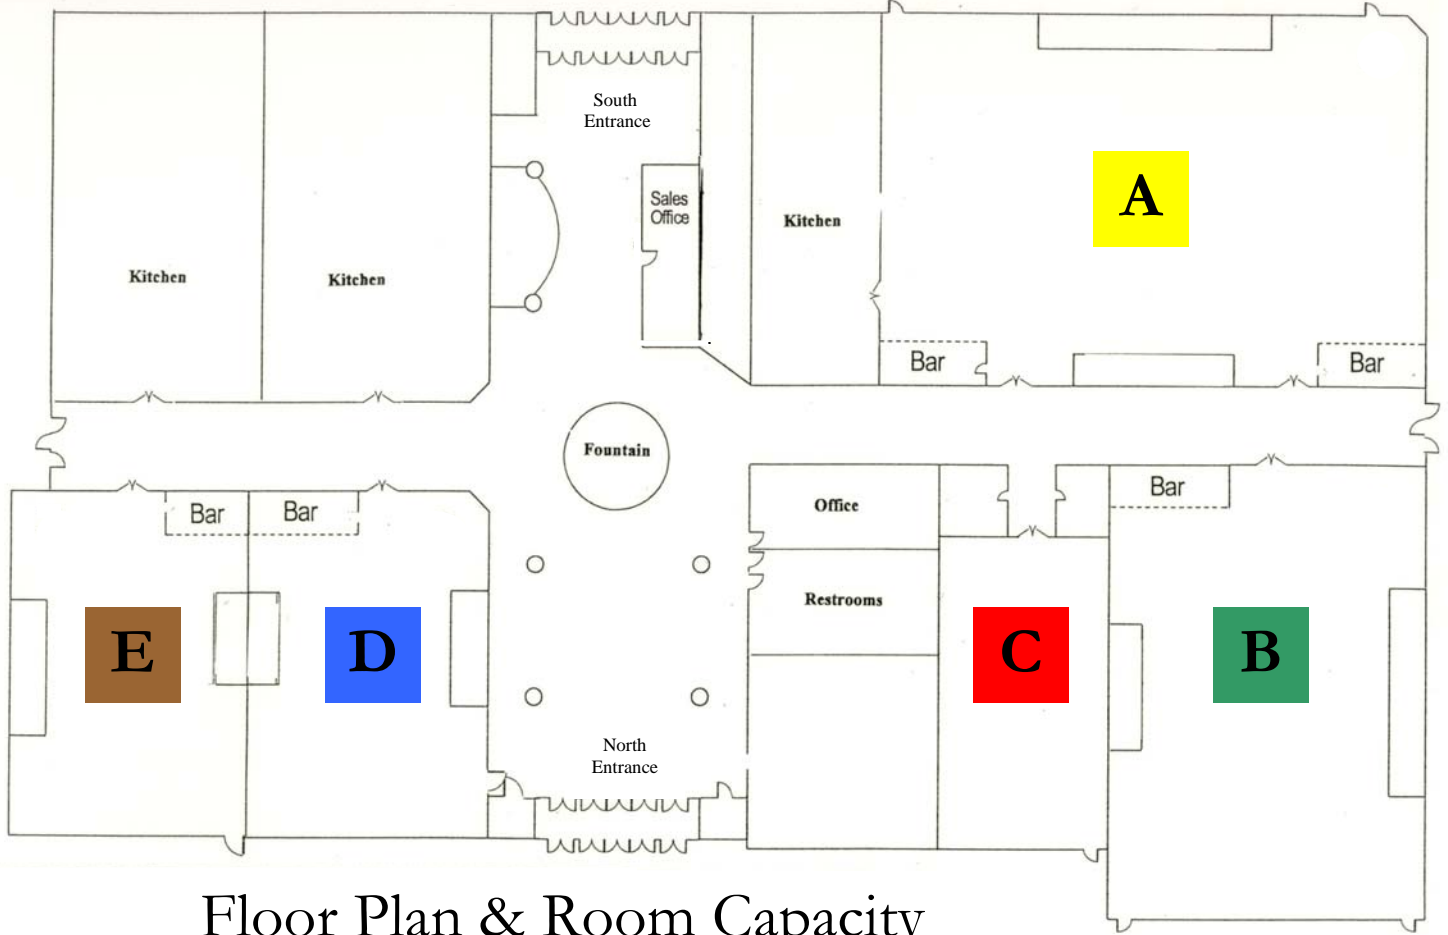 South
Entrance
Sales
Office
Kitchen
A
Kitchen
Kitchen
Bar
Bar
Fountain
Bar
Bar
Bar
Office
Restrooms
E
D
C
B
North
Entrance
Floor Plan & Room Capacity